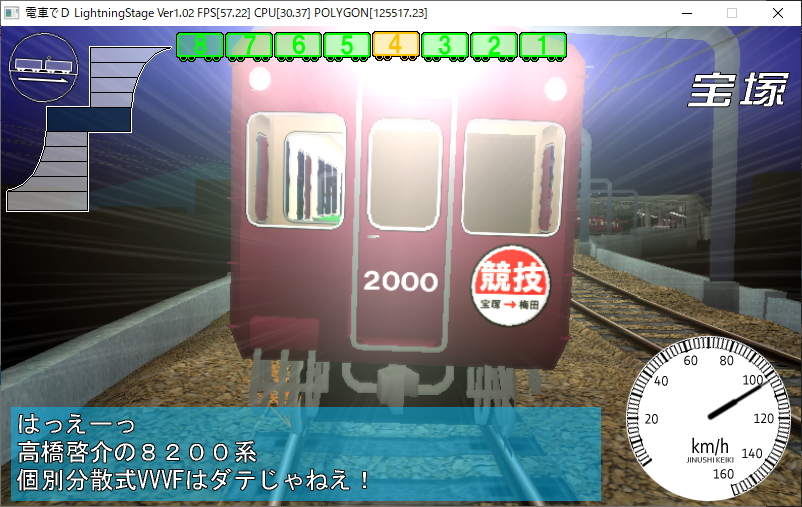 電車でD LightningStage Ver1.02 FPS[57.22] CPU[30.37] POLYGON[125517.23]
8 7 6 5 4 3 2 1
宝塚
2000
競技
宝塚→梅田
はっえーっ
高橋啓介の8200系
個別分散式VVVFはダテじゃねえ!
20 40 60 80 100 120 140 160
km/h
JINUSHI KEIKI